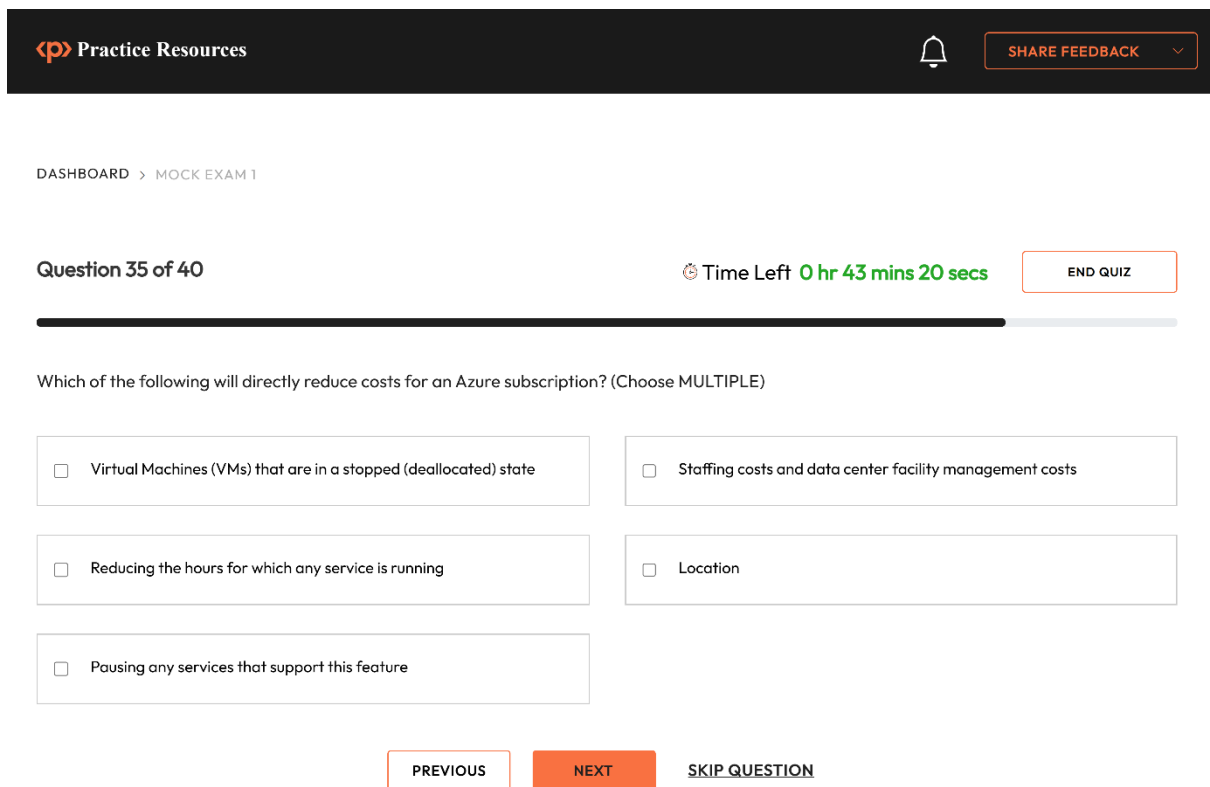 <p> Practice Resources
SHARE FEEDBACK
DASHBOARD > MOCK EXAM 1
Question 35 of 40
Time Left 0 hr 43 mins 20 secs
END QUIZ
Which of the following will directly reduce costs for an Azure subscription? (Choose MULTIPLE)
Virtual Machines (VMs) that are in a stopped (deallocated) state
Staffing costs and data center facility management costs
Reducing the hours for which any service is running
Location
Pausing any services that support this feature
PREVIOUS
NEXT
SKIP QUESTION